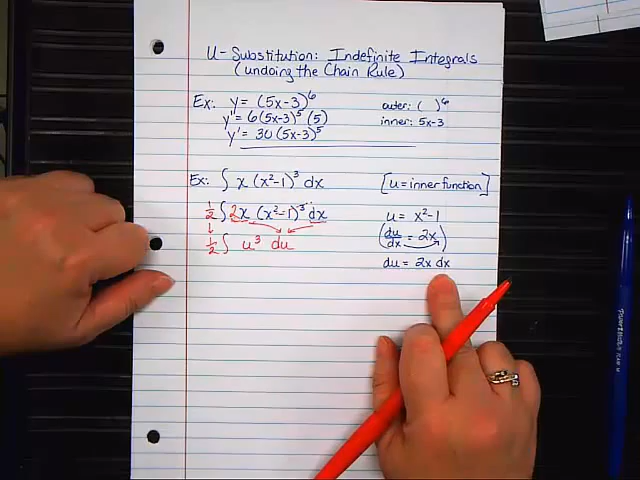 U-Substitution: Indefinite Integrals
(undoing the Chain Rule)
Ex: y = (5x-3)⁶
outer: ( )⁶
y' = 6(5x-3)⁵ (5)
inner: 5x-3
y' = 30(5x-3)⁵
Ex: ∫ x (x²-1)³ dx
[u = inner function]
½ ∫ 2x (x²-1)³ dx
u = x²-1
½ ∫ u³ du
(du/dx = 2x)
du = 2x dx